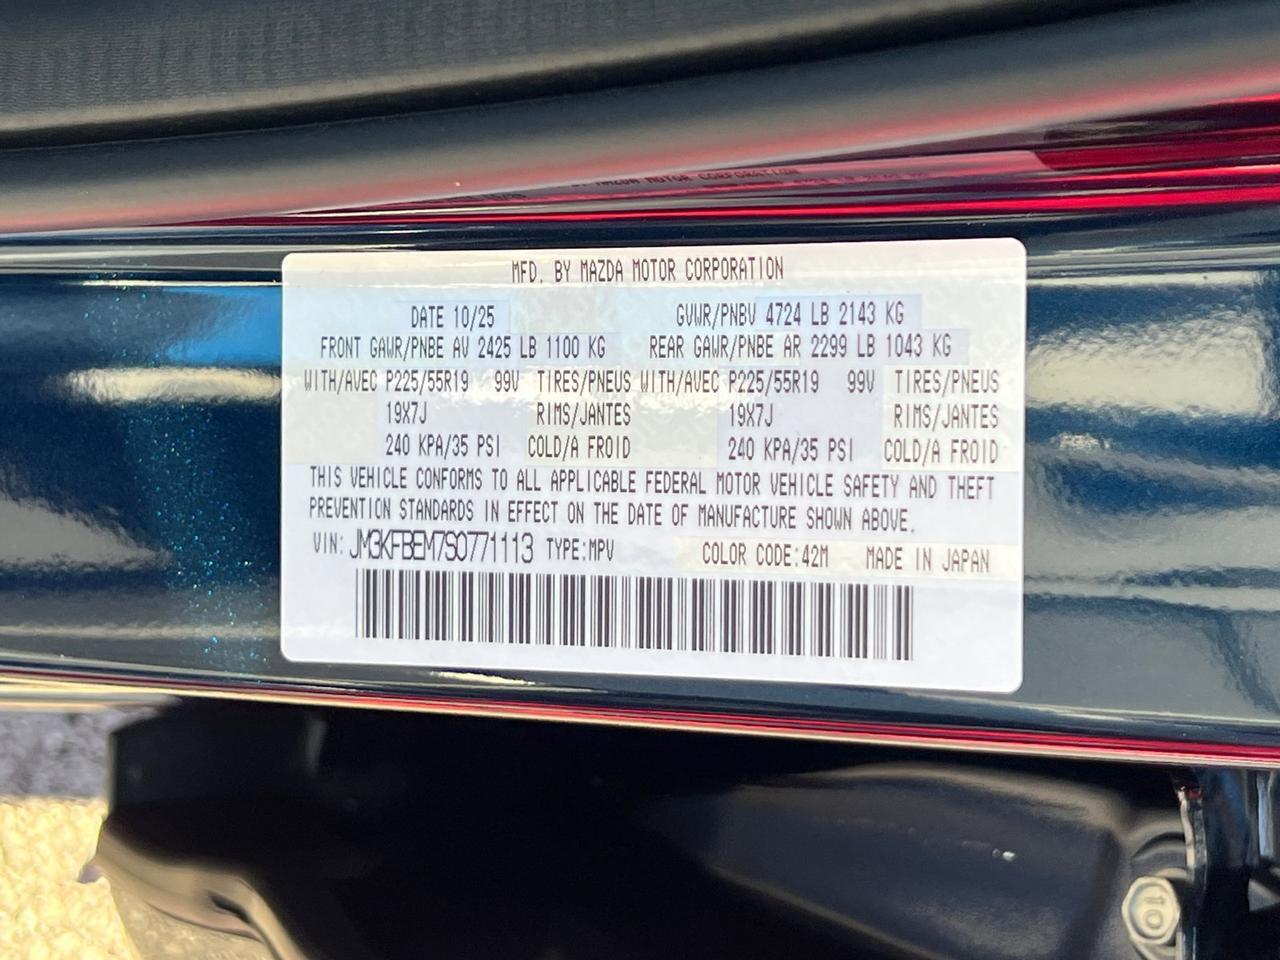 MFD. BY MAZDA MOTOR CORPORATION
DATE 10/25 GVWR/PNBV 4724 LB 2143 KG
FRONT GAWR/PNBE AV 2425 LB 1100 KG REAR GAWR/PNBE AR 2299 LB 1043 KG
WITH/AVEC P225/55R19 99V TIRES/PNEUS WITH/AVEC P225/55R19 99V TIRES/PNEUS
19X7J RIMS/JANTES 19X7J RIMS/JANTES
240 KPA/35 PSI COLD/A FROID 240 KPA/35 PSI COLD/A FROID
THIS VEHICLE CONFORMS TO ALL APPLICABLE FEDERAL MOTOR VEHICLE SAFETY AND THEFT
PREVENTION STANDARDS IN EFFECT ON THE DATE OF MANUFACTURE SHOWN ABOVE.
VIN: JM3KFBEM7S0771113 TYPE:MPV COLOR CODE:42M MADE IN JAPAN
10